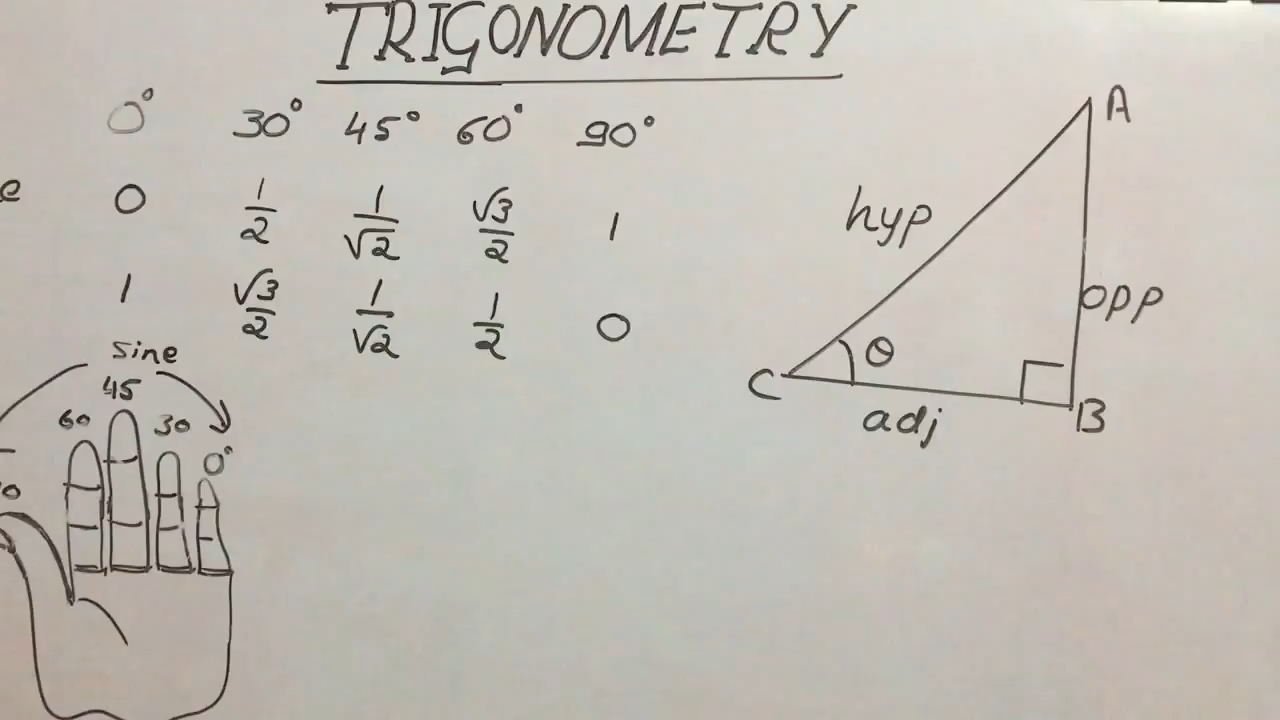 TRIGONOMETRY
0° 30° 45° 60° 90°
e 0 1/2 1/√2 √3/2 1
1 √3/2 1/√2 1/2 0
sine
45
60 30
0°
A
hyp
opp
θ
C
B
adj